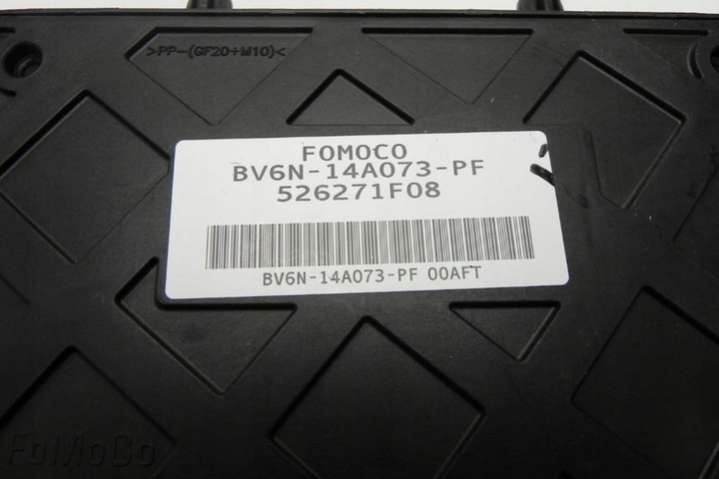 >PP-(GF20+M10)<
FOMOCO
BV6N-14A073-PF
526271F08
BV6N-14A073-PF 00AFT
FoMoCo